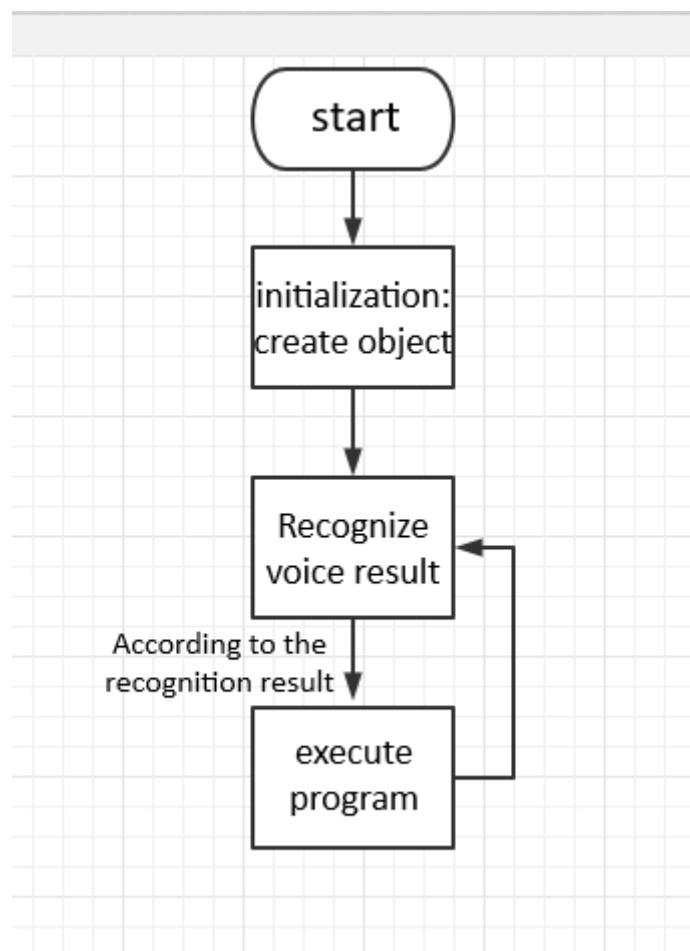 start
initialization:
create object
Recognize
voice result
According to the
recognition result
execute
program